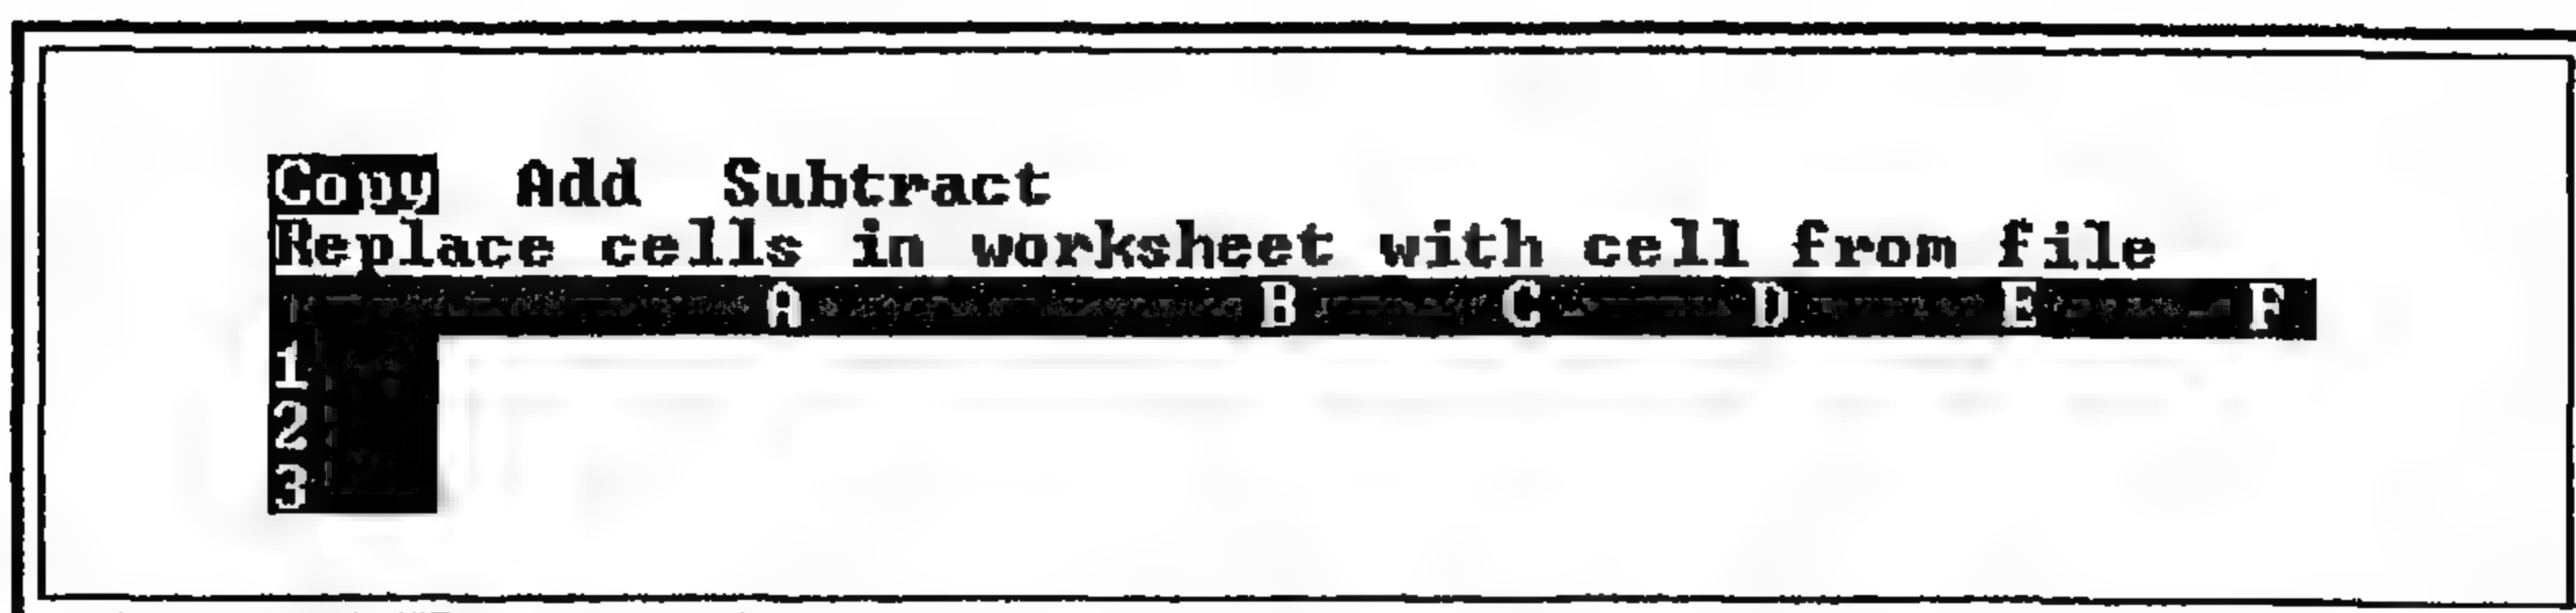 Copy Add Subtract
Replace cells in worksheet with cell from file
A B C D E F
1
2
3